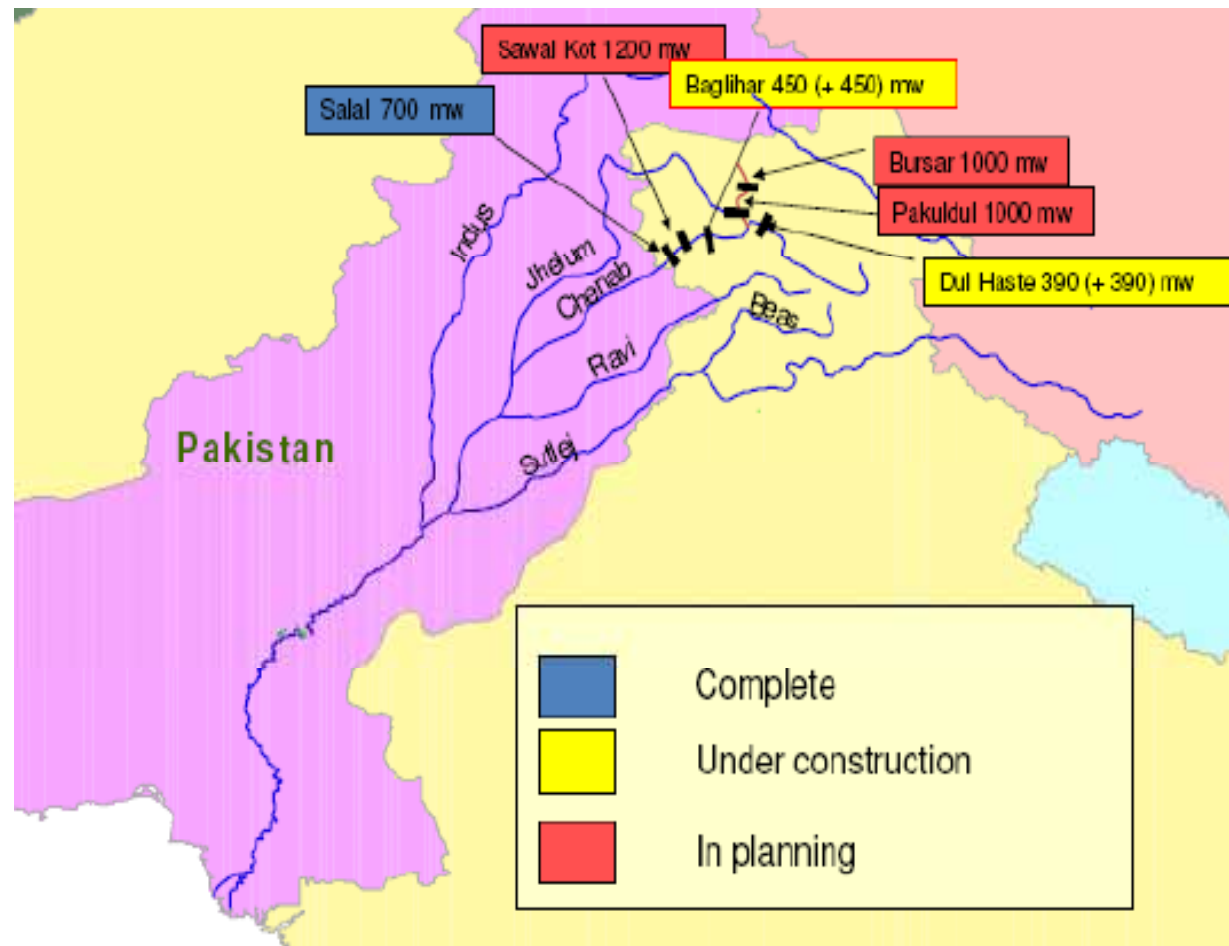 Sawal Kot 1200 mw
Baglihar 450 (+ 450) mw
Salal 700 mw
Bursar 1000 mw
Pakuldul 1000 mw
Dul Haste 390 (+ 390) mw
Indys
Jhelum
Chenab
Beas
Ravi
Sutlej
Pakistan
Complete
Under construction
In planning